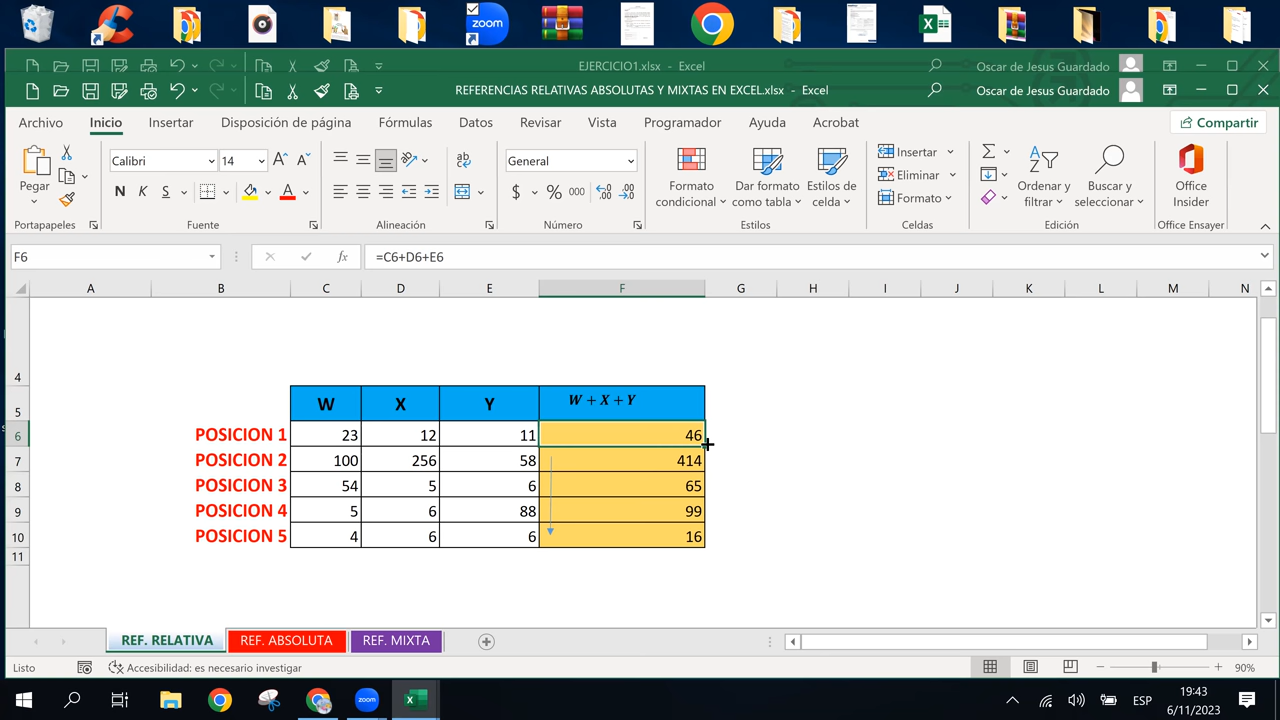 zoom
EJERCICIO1.xlsx - Excel
Oscar de Jesus Guardado
REFERENCIAS RELATIVAS ABSOLUTAS Y MIXTAS EN EXCEL.xlsx - Excel
Oscar de Jesus Guardado
Archivo Inicio Insertar Disposición de página Fórmulas Datos Revisar Vista Programador Ayuda Acrobat Compartir
Pegar
Portapapeles
Calibri 14
N K S
Fuente
Alineación
General
$ % 000
Número
Formato condicional
Dar formato como tabla
Estilos de celda
Estilos
Insertar
Eliminar
Formato
Celdas
Ordenar y filtrar
Buscar y seleccionar
Edición
Office Insider
Office Ensayer
F6 fx =C6+D6+E6
A B C D E F G H I J K L M N
4
5 W X Y W + X + Y
6 POSICION 1 23 12 11 46
7 POSICION 2 100 256 58 414
8 POSICION 3 54 5 6 65
9 POSICION 4 5 6 88 99
10 POSICION 5 4 6 6 16
11
REF. RELATIVA REF. ABSOLUTA REF. MIXTA
Listo Accesibilidad: es necesario investigar 90%
zoom
ESP
19:43
6/11/2023